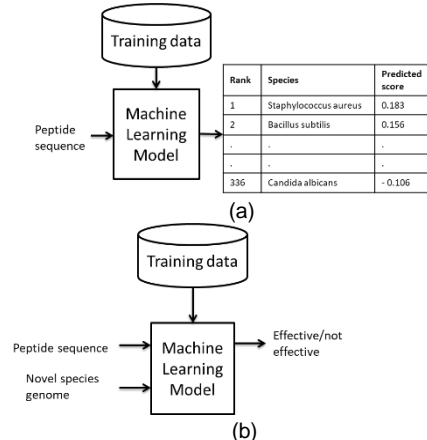 Training data
Peptide sequence
Machine Learning Model
Rank Species Predicted score
1 Staphylococcus aureus 0.183
2 Bacillus subtilis 0.156
. . .
. . .
336 Candida albicans - 0.106
(a)
Training data
Peptide sequence
Novel species genome
Machine Learning Model
Effective/not effective
(b)